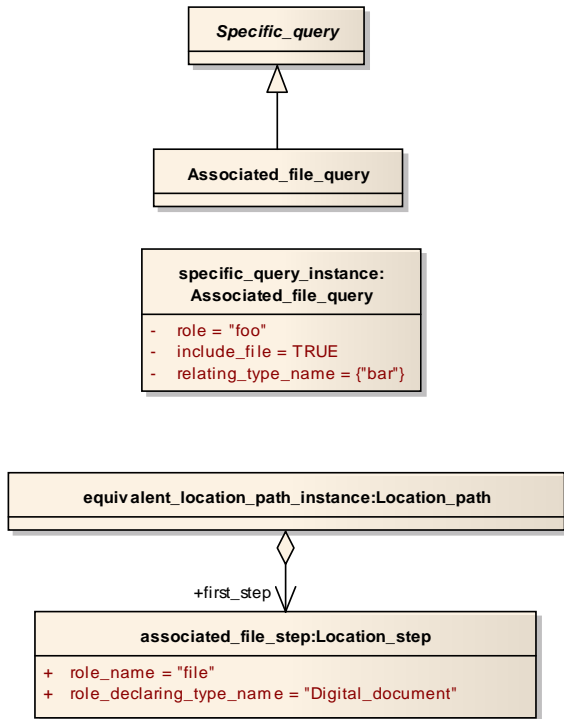 Specific_query
Associated_file_query
specific_query_instance:
Associated_file_query
- role = "foo"
- include_file = TRUE
- relating_type_name = {"bar"}
equivalent_location_path_instance:Location_path
+first_step
associated_file_step:Location_step
+ role_name = "file"
+ role_declaring_type_name = "Digital_document"